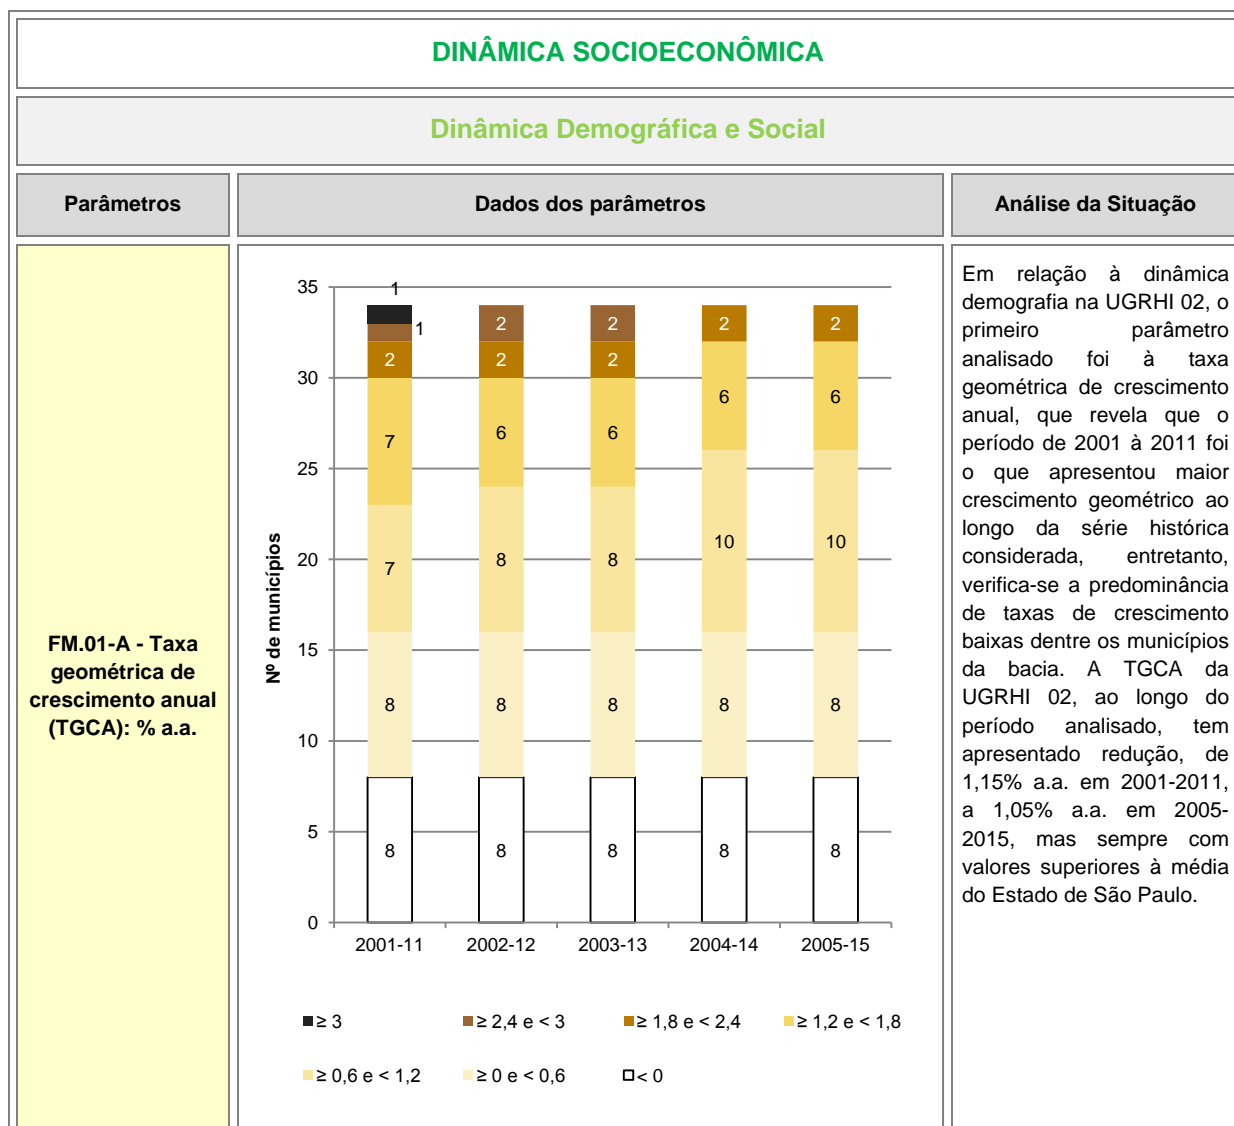 DINÂMICA SOCIOECONÔMICA
Dinâmica Demográfica e Social
Parâmetros
Dados dos parâmetros
Análise da Situação
FM.01-A - Taxa
geométrica de
crescimento anual
(TGCA): % a.a.
Nº de municípios
35
30
25
20
15
10
5
0
1
1
2
7
7
8
8
2
2
6
8
8
8
2
2
6
8
8
8
2
6
10
8
8
2
6
10
8
8
2001-11
2002-12
2003-13
2004-14
2005-15
≥ 3
≥ 2,4 e < 3
≥ 1,8 e < 2,4
≥ 1,2 e < 1,8
≥ 0,6 e < 1,2
≥ 0 e < 0,6
< 0
Em relação à dinâmica
demografia na UGRHI 02, o
primeiro parâmetro
analisado foi à taxa
geométrica de crescimento
anual, que revela que o
período de 2001 à 2011 foi
o que apresentou maior
crescimento geométrico ao
longo da série histórica
considerada, entretanto,
verifica-se a predominância
de taxas de crescimento
baixas dentre os municípios
da bacia. A TGCA da
UGRHI 02, ao longo do
período analisado, tem
apresentado redução, de
1,15% a.a. em 2001-2011,
a 1,05% a.a. em 2005-
2015, mas sempre com
valores superiores à média
do Estado de São Paulo.